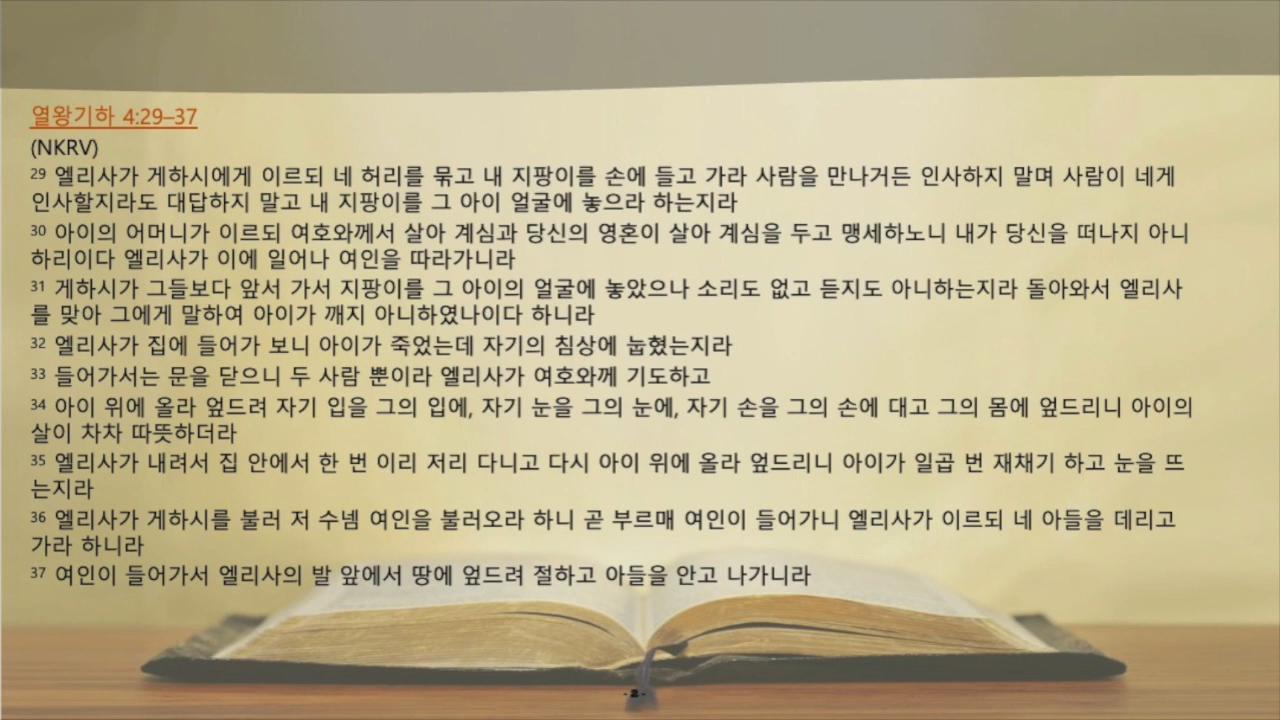 열왕기하 4:29–37
(NKRV)
29 엘리사가 게하시에게 이르되 네 허리를 묶고 내 지팡이를 손에 들고 가라 사람을 만나거든 인사하지 말며 사람이 네게
인사할지라도 대답하지 말고 내 지팡이를 그 아이 얼굴에 놓으라 하는지라
30 아이의 어머니가 이르되 여호와께서 살아 계심과 당신의 영혼이 살아 계심을 두고 맹세하노니 내가 당신을 떠나지 아니
하리이다 엘리사가 이에 일어나 여인을 따라가니라
31 게하시가 그들보다 앞서 가서 지팡이를 그 아이의 얼굴에 놓았으나 소리도 없고 듣지도 아니하는지라 돌아와서 엘리사
를 맞아 그에게 말하여 아이가 깨지 아니하였나이다 하니라
32 엘리사가 집에 들어가 보니 아이가 죽었는데 자기의 침상에 눕혔는지라
33 들어가서는 문을 닫으니 두 사람 뿐이라 엘리사가 여호와께 기도하고
34 아이 위에 올라 엎드려 자기 입을 그의 입에, 자기 눈을 그의 눈에, 자기 손을 그의 손에 대고 그의 몸에 엎드리니 아이의
살이 차차 따뜻하더라
35 엘리사가 내려서 집 안에서 한 번 이리 저리 다니고 다시 아이 위에 올라 엎드리니 아이가 일곱 번 재채기 하고 눈을 뜨
는지라
36 엘리사가 게하시를 불러 저 수넴 여인을 불러오라 하니 곧 부르매 여인이 들어가니 엘리사가 이르되 네 아들을 데리고
가라 하니라
37 여인이 들어가서 엘리사의 발 앞에서 땅에 엎드려 절하고 아들을 안고 나가니라
- 2 -